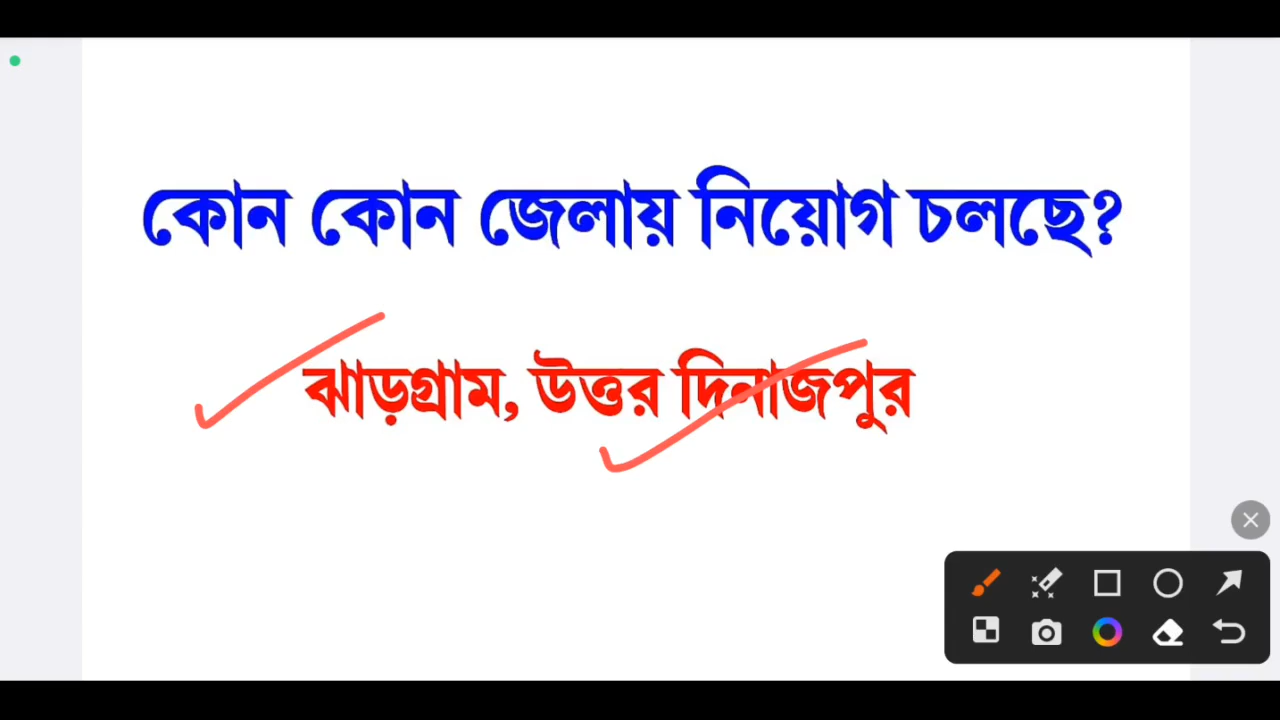 কোন কোন জেলায় নিয়োগ চলছে?
ঝাড়গ্রাম, উত্তর দিনাজপুর